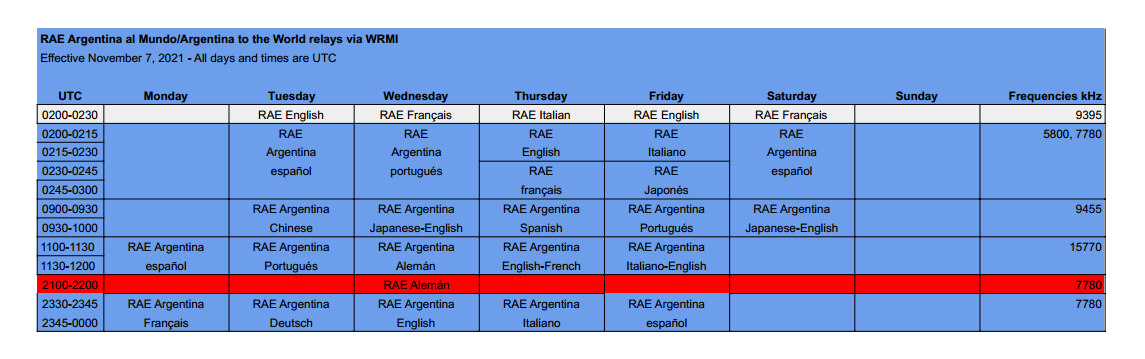 RAE Argentina al Mundo/Argentina to the World relays via WRMI
Effective November 7, 2021 - All days and times are UTC
UTC Monday Tuesday Wednesday Thursday Friday Saturday Sunday Frequencies kHz
0200-0230 RAE English RAE Français RAE Italian RAE English RAE Français 9395
0200-0215 RAE RAE RAE RAE RAE 5800, 7780
0215-0230 Argentina Argentina English Italiano Argentina
0230-0245 español portugués RAE RAE español
0245-0300 français Japonés
0900-0930 RAE Argentina RAE Argentina RAE Argentina RAE Argentina RAE Argentina 9455
0930-1000 Chinese Japanese-English Spanish Portugués Japanese-English
1100-1130 RAE Argentina RAE Argentina RAE Argentina RAE Argentina RAE Argentina 15770
1130-1200 español Portugués Alemán English-French Italiano-English
2100-2200 RAE Alemán 7780
2330-2345 RAE Argentina RAE Argentina RAE Argentina RAE Argentina RAE Argentina 7780
2345-0000 Français Deutsch English Italiano español